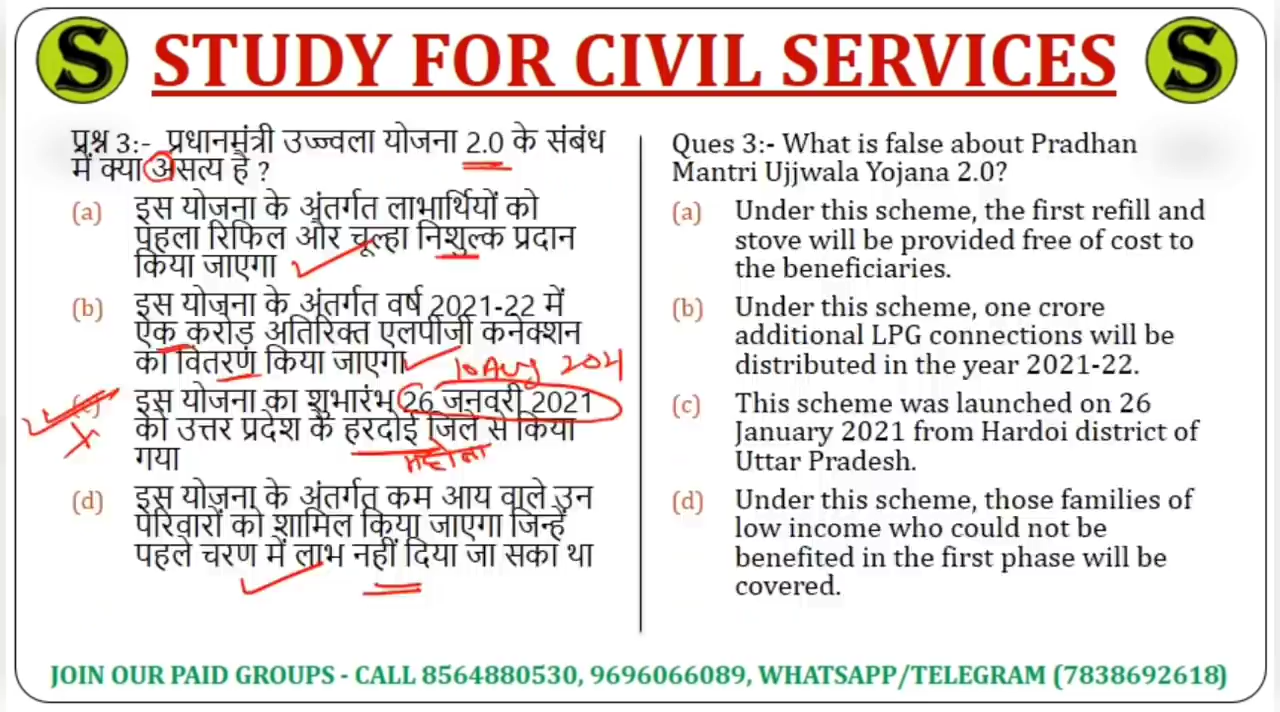 S STUDY FOR CIVIL SERVICES S
प्रश्न 3:- प्रधानमंत्री उज्ज्वला योजना 2.0 के संबंध
में क्या असत्य है ?
(a) इस योजना के अंतर्गत लाभार्थियों को
पहला रिफिल और चूल्हा निशुल्क प्रदान
किया जाएगा
(b) इस योजना के अंतर्गत वर्ष 2021-22 में
एक करोड़ अतिरिक्त एलपीजी कनेक्शन
का वितरण किया जाएगा
10 Aug 2021
(c) इस योजना का शुभारंभ 26 जनवरी 2021
को उत्तर प्रदेश के हरदोई जिले से किया
महोबा
गया
(d) इस योजना के अंतर्गत कम आय वाले उन
परिवारों को शामिल किया जाएगा जिन्हें
पहले चरण में लाभ नहीं दिया जा सका था
Ques 3:- What is false about Pradhan
Mantri Ujjwala Yojana 2.0?
(a) Under this scheme, the first refill and
stove will be provided free of cost to
the beneficiaries.
(b) Under this scheme, one crore
additional LPG connections will be
distributed in the year 2021-22.
(c) This scheme was launched on 26
January 2021 from Hardoi district of
Uttar Pradesh.
(d) Under this scheme, those families of
low income who could not be
benefited in the first phase will be
covered.
JOIN OUR PAID GROUPS - CALL 8564880530, 9696066089, WHATSAPP/TELEGRAM (7838692618)